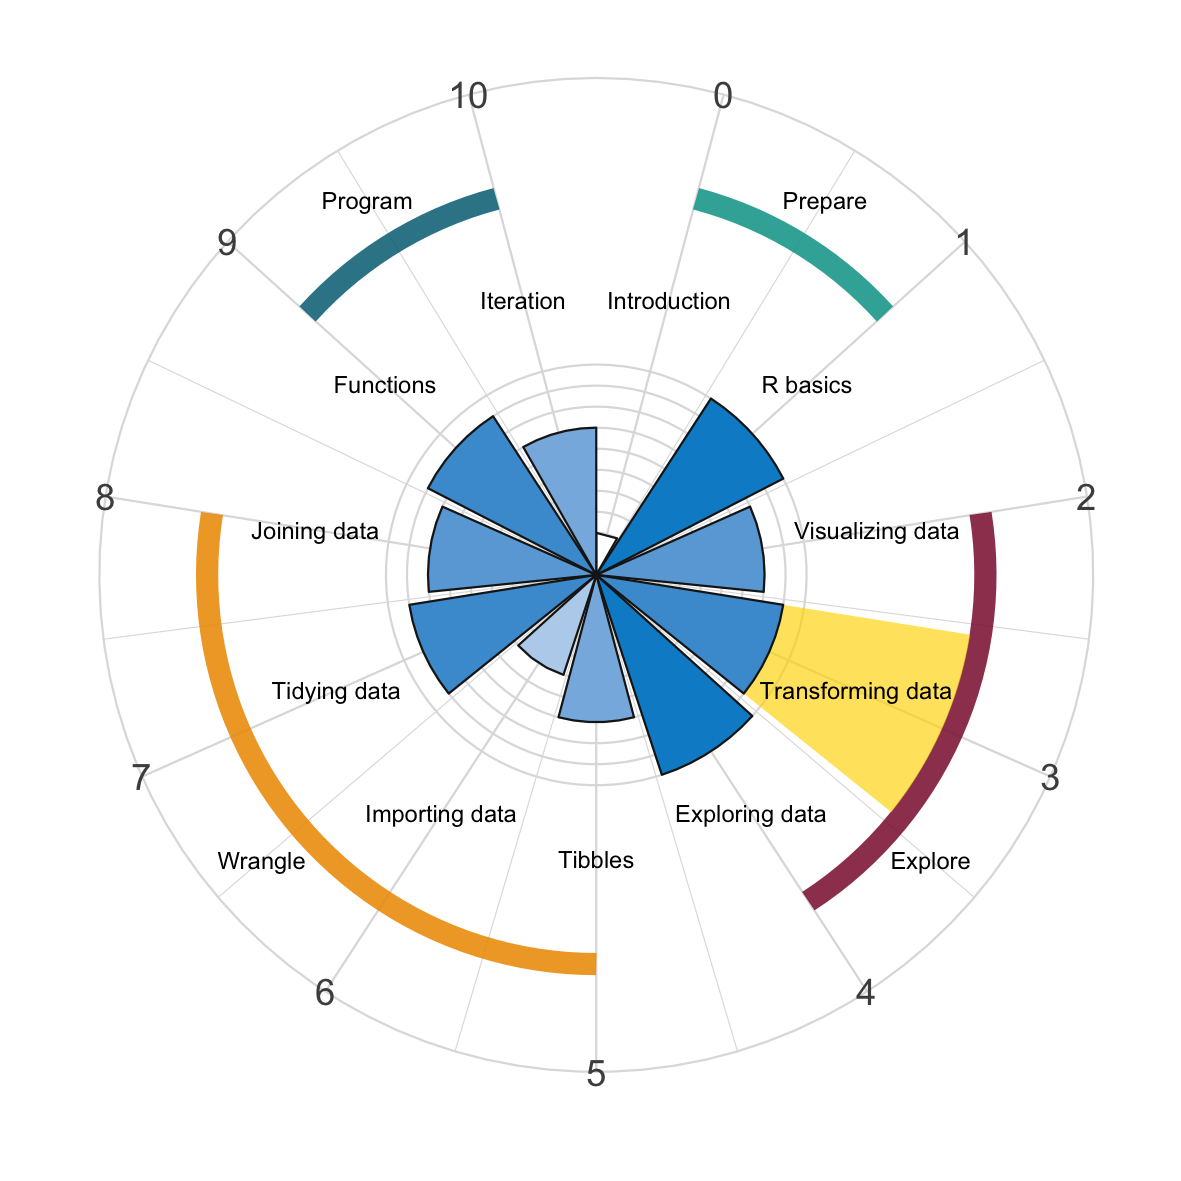 10
0
Program
Prepare
9
1
Iteration
Introduction
Functions
R basics
8
2
Joining data
Visualizing data
Tidying data
Transforming data
7
3
Importing data
Exploring data
Wrangle
Tibbles
Explore
6
4
5